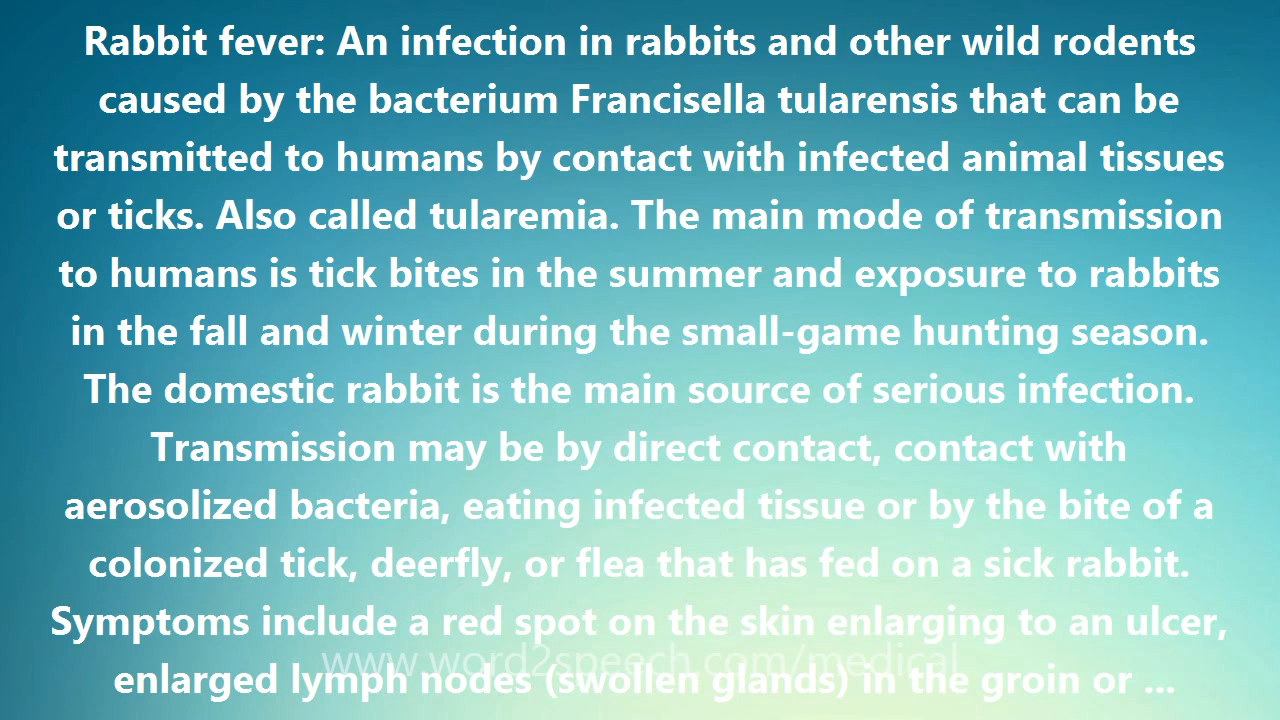 Rabbit fever: An infection in rabbits and other wild rodents
caused by the bacterium Francisella tularensis that can be
transmitted to humans by contact with infected animal tissues
or ticks. Also called tularemia. The main mode of transmission
to humans is tick bites in the summer and exposure to rabbits
in the fall and winter during the small-game hunting season.
The domestic rabbit is the main source of serious infection.
Transmission may be by direct contact, contact with
aerosolized bacteria, eating infected tissue or by the bite of a
colonized tick, deerfly, or flea that has fed on a sick rabbit.
Symptoms include a red spot on the skin enlarging to an ulcer,
www.word2speech.com/medical
enlarged lymph nodes (swollen glands) in the groin or ...